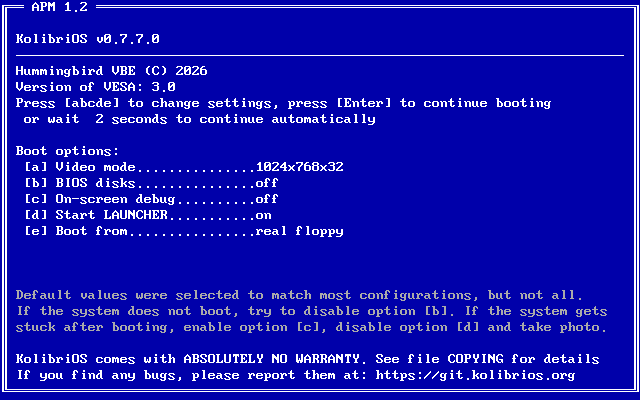 APM 1.2
KolibriOS v0.7.7.0
Hummingbird VBE (C) 2026
Version of VESA: 3.0
Press [abcde] to change settings, press [Enter] to continue booting
or wait  2 seconds to continue automatically
Boot options:
[a] Video mode...............1024x768x32
[b] BIOS disks...............off
[c] On-screen debug..........off
[d] Start LAUNCHER...........on
[e] Boot from................real floppy
Default values were selected to match most configurations, but not all.
If the system does not boot, try to disable option [b]. If the system gets
stuck after booting, enable option [c], disable option [d] and take photo.
KolibriOS comes with ABSOLUTELY NO WARRANTY. See file COPYING for details
If you find any bugs, please report them at: https://git.kolibrios.org